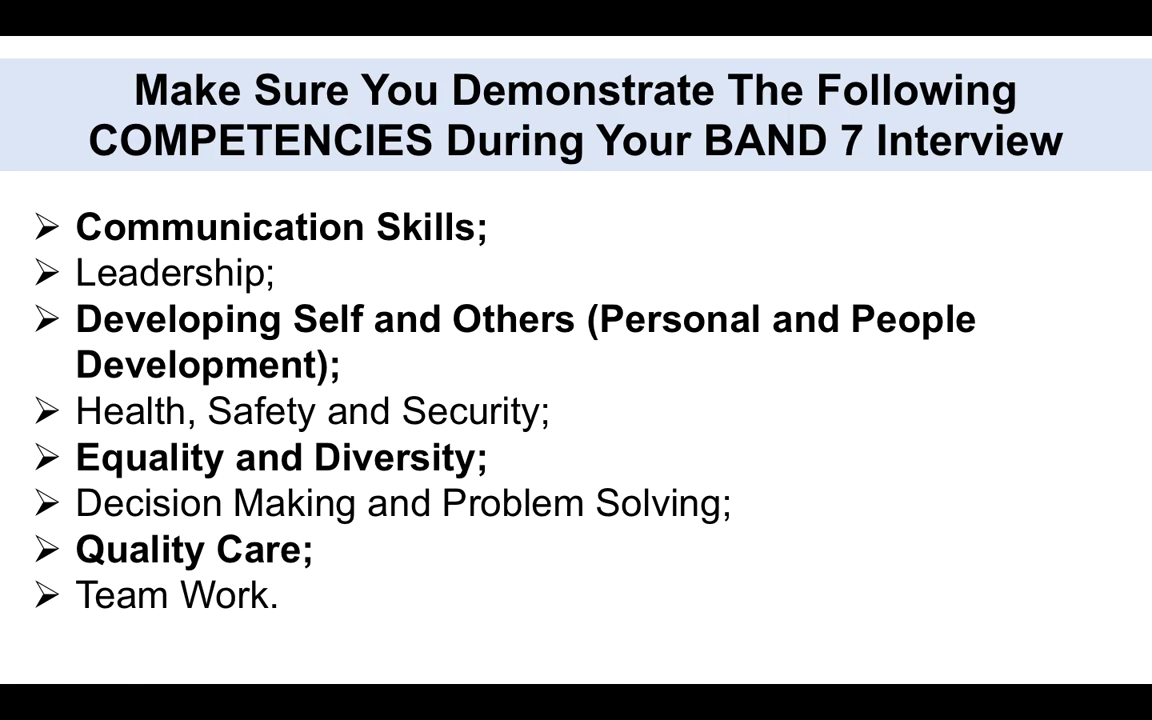 Make Sure You Demonstrate The Following
COMPETENCIES During Your BAND 7 Interview
➢ Communication Skills;
➢ Leadership;
➢ Developing Self and Others (Personal and People
Development);
➢ Health, Safety and Security;
➢ Equality and Diversity;
➢ Decision Making and Problem Solving;
➢ Quality Care;
➢ Team Work.